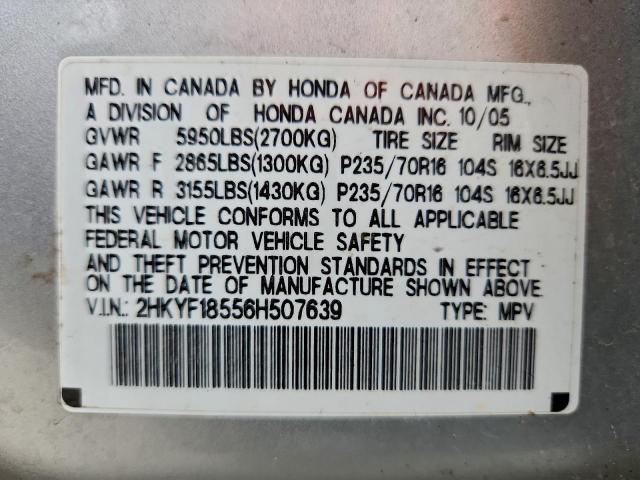 MFD. IN CANADA BY HONDA OF CANADA MFG.,
A DIVISION OF HONDA CANADA INC. 10/05
GVWR 5950LBS(2700KG) TIRE SIZE RIM SIZE
GAWR F 2865LBS(1300KG) P235/70R16 104S 16X6.5JJ
GAWR R 3155LBS(1430KG) P235/70R16 104S 16X6.5JJ
THIS VEHICLE CONFORMS TO ALL APPLICABLE
FEDERAL MOTOR VEHICLE SAFETY
AND THEFT PREVENTION STANDARDS IN EFFECT
ON THE DATE OF MANUFACTURE SHOWN ABOVE.
V.I.N.: 2HKYF18556H507639 TYPE: MPV